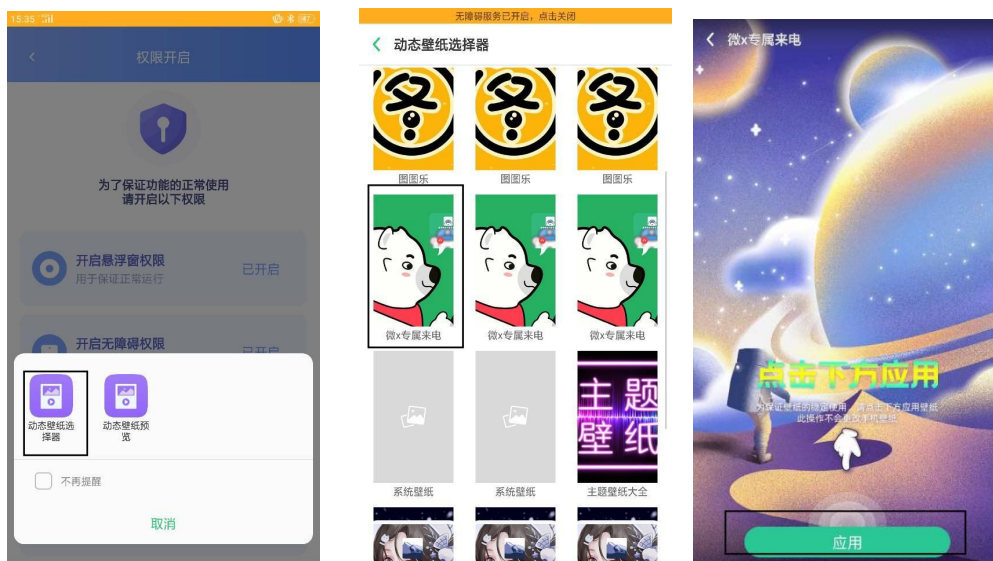 15:35
权限开启
为了保证功能的正常使用
请开启以下权限
开启悬浮窗权限
用于保证正常运行
已开启
开启无障碍权限
已开启
动态壁纸选
择器
动态壁纸预
览
不再提醒
取消
无障碍服务已开启，点击关闭
动态壁纸选择器
图图乐
图图乐
图图乐
微x专属来电
微x专属来电
微x专属来电
主题
壁纸
系统壁纸
系统壁纸
主题壁纸大全
微x专属来电
点击下方应用
为保证壁纸的稳定使用，请点击下方应用壁纸
此操作不会更改手机壁纸
应用